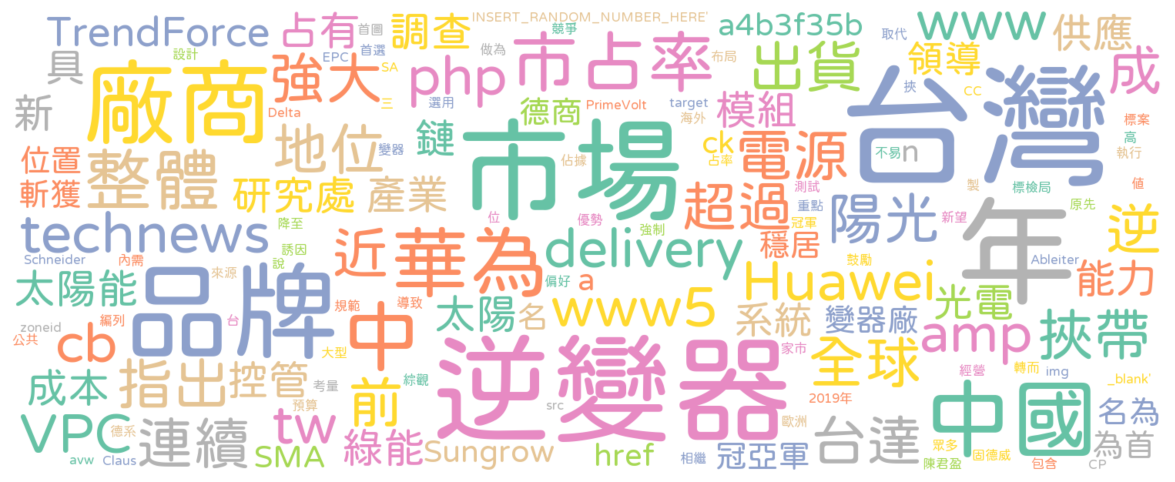 TrendForce
占有
首圖
調查
INSERT_RANDOM_NUMBER_HERE'
競爭
做為
a4b3f35b
取代
www
供應
具
設計
EPC
首選
SA
布局
領導
成
新
廠商
強大
php
市占率
出貨
挾
CC
Delta
三
選用
德商
PrimeVolt
target
海外
模組
台灣
標案
高
執行
位置
整體
地位
變器
鏈
市場
佔據
ck
占率
電源
不易
n
斬獲
研究處
產業
超過
測試
重點
製
標檢局
值
原先
technews
降至
位
優勢
強制
冠軍
陽光
新望
逆
Schneider
內需
誘因
說
近
華為
delivery
穩居
鼓勵
年
Ableiter
能力
太陽能
品牌
來源
偏好
a
Huawei
zoneid
公共
編列
台
規範
導致
中
太陽
名
www5
系統
變器廠
光電
amp
挾帶
cb
大型
逆變器
家市
全球
2019年
經營
轉而
img
_blank'
成本
指出
控管
考量
綜觀
前
src
歐洲
中國
名為
VPC
德系
預算
連續
tw
綠能
Sungrow
href
相繼
冠亞軍
台達
眾多
固德威
為首
avw
Claus
SMA
陳君盈
包含
CP